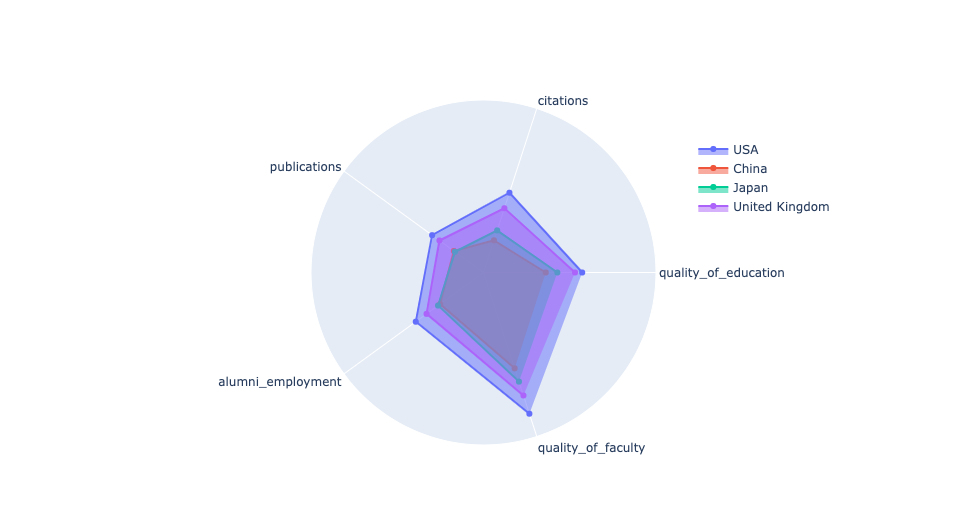 citations
publications
USA
China
Japan
United Kingdom
quality_of_education
alumni_employment
quality_of_faculty